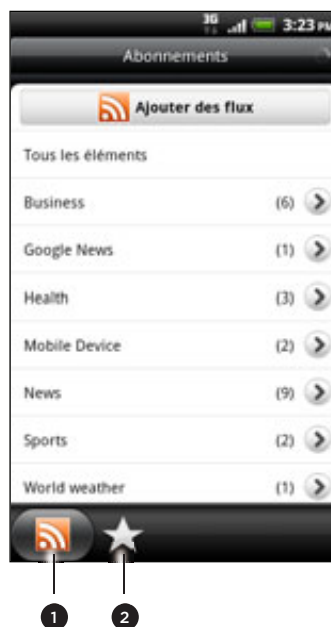 3G 3:23 PM
Abonnements
Ajouter des flux
Tous les éléments
Business (6)
Google News (1)
Health (3)
Mobile Device (2)
News (9)
Sports (2)
World weather (1)
1 2